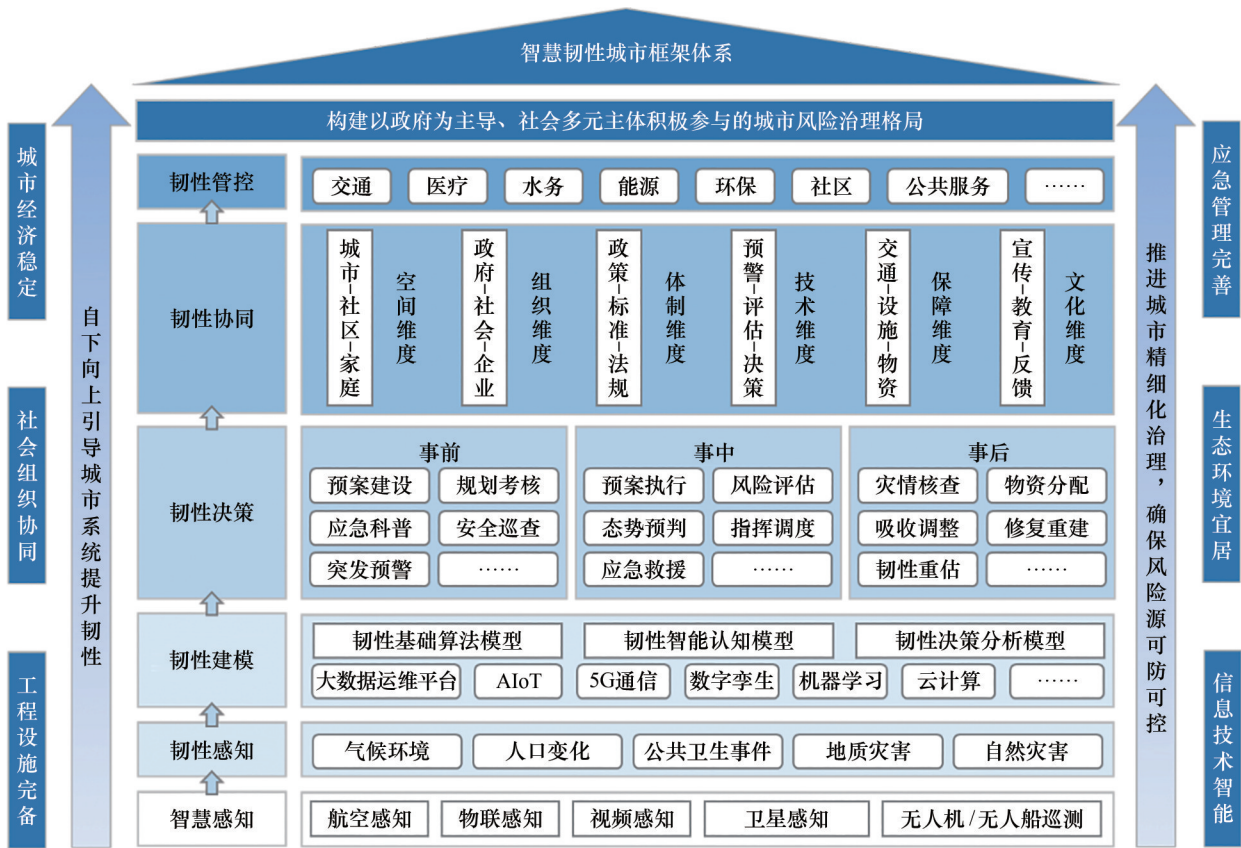 智慧韧性城市框架体系
构建以政府为主导、社会多元主体积极参与的城市风险治理格局
城市经济稳定
社会组织协同
工程设施完备
自下向上引导城市系统提升韧性
韧性管控
交通
医疗
水务
能源
环保
社区
公共服务
……
韧性协同
城市–社区–家庭
空间维度
政府–社会–企业
组织维度
政策–标准–法规
体制维度
预警–评估–决策
技术维度
交通–设施–物资
保障维度
宣传–教育–反馈
文化维度
韧性决策
事前
预案建设
规划考核
应急科普
安全巡查
突发预警
……
事中
预案执行
风险评估
态势预判
指挥调度
应急救援
……
事后
灾情核查
物资分配
吸收调整
修复重建
韧性重估
……
韧性建模
韧性基础算法模型
韧性智能认知模型
韧性决策分析模型
大数据运维平台
AIoT
5G通信
数字孪生
机器学习
云计算
……
韧性感知
气候环境
人口变化
公共卫生事件
地质灾害
自然灾害
智慧感知
航空感知
物联感知
视频感知
卫星感知
无人机/无人船巡测
推进城市精细化治理，确保风险源可防可控
应急管理完善
生态环境宜居
信息技术智能